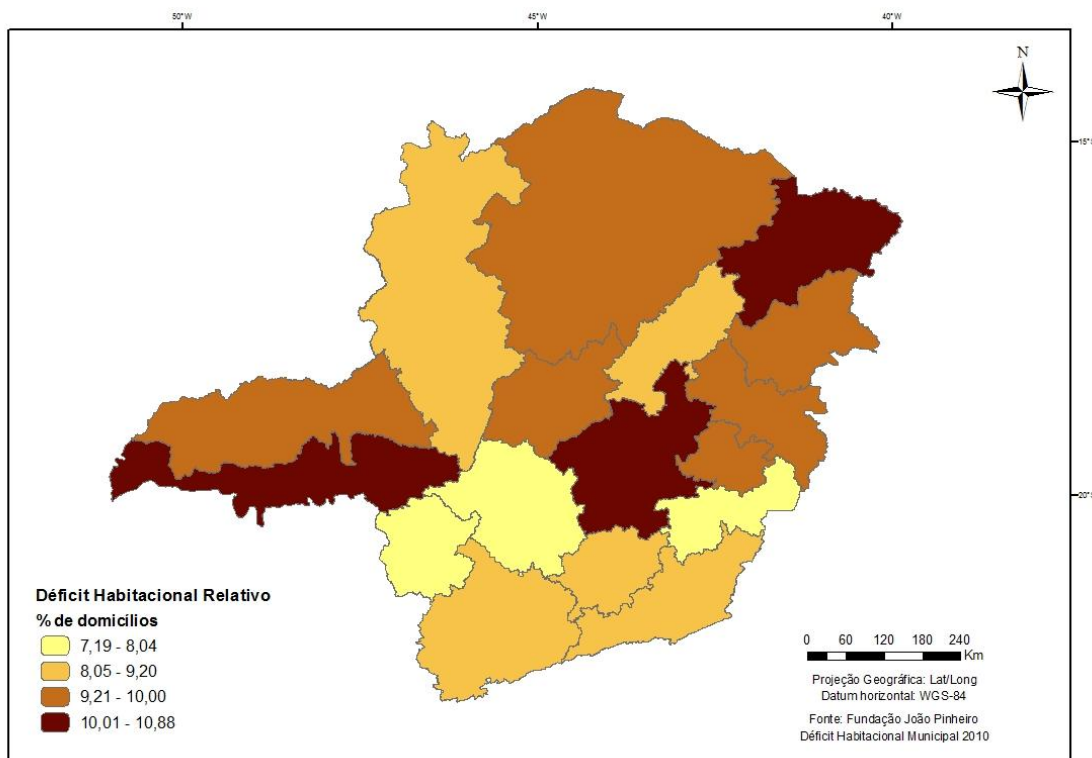 50°W
45°W
40°W
N
15°S
20°S
Déficit Habitacional Relativo
% de domicílios
7,19 - 8,04
8,05 - 9,20
9,21 - 10,00
10,01 - 10,88
0 30 60 120 180 240
Km
Projeção Geográfica: Lat/Long
Datum horizontal: WGS-84
Fonte: Fundação João Pinheiro
Déficit Habitacional Municipal 2010